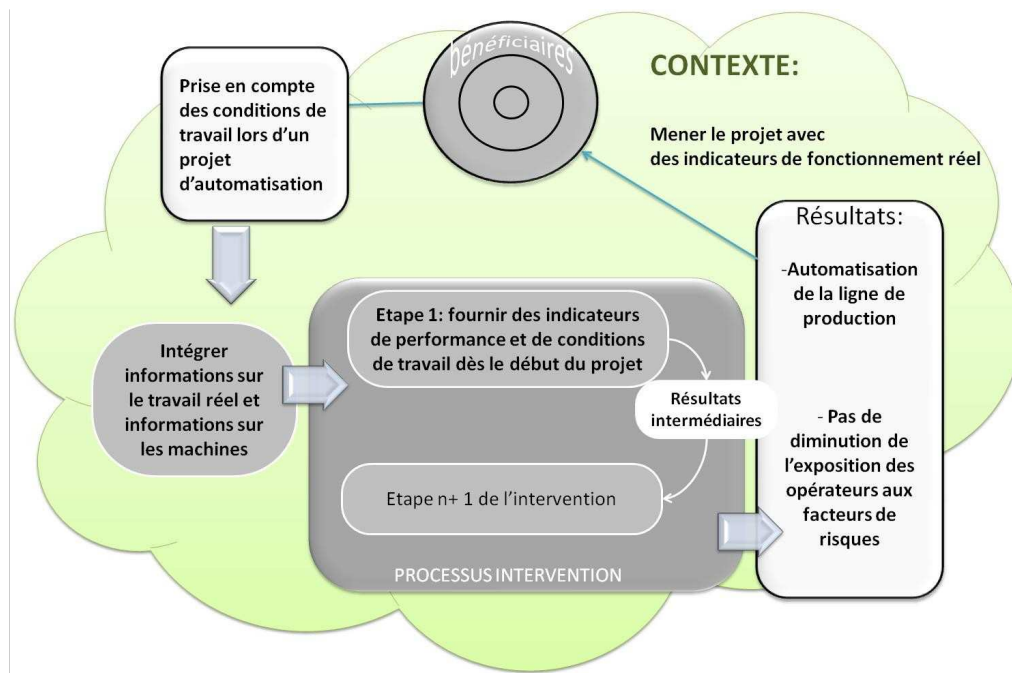 bénéficiaires
CONTEXTE:
Mener le projet avec
des indicateurs de fonctionnement réel
Prise en compte
des conditions de
travail lors d'un
projet
d'automatisation
Intégrer
informations sur
le travail réel et
informations sur
les machines
Etape 1: fournir des indicateurs
de performance et de conditions
de travail dès le début du projet
Résultats
intermédiaires
Etape n+ 1 de l'intervention
PROCESSUS INTERVENTION
Résultats:
-Automatisation
de la ligne de
production
- Pas de
diminution de
l'exposition des
opérateurs aux
facteurs de
risques